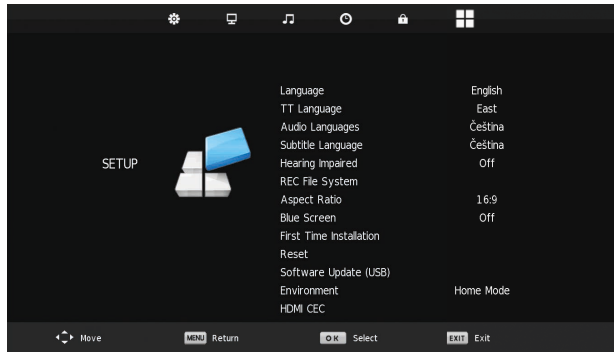 Language English
TT Language East
Audio Languages Čeština
Subtitle Language Čeština
SETUP
Hearing Impaired Off
REC File System
Aspect Ratio 16:9
Blue Screen Off
First Time Installation
Reset
Software Update (USB)
Environment Home Mode
HDMI CEC
Move MENU Return OK Select EXIT Exit